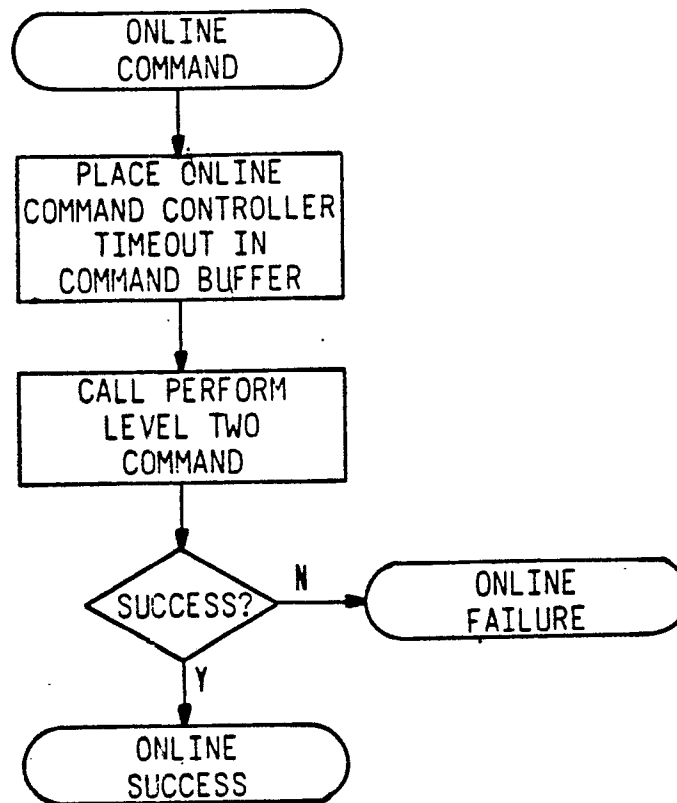 ONLINE
COMMAND
PLACE ONLINE
COMMAND CONTROLLER
TIMEOUT IN
COMMAND BUFFER
CALL PERFORM
LEVEL TWO
COMMAND
SUCCESS?
N
ONLINE
FAILURE
Y
ONLINE
SUCCESS